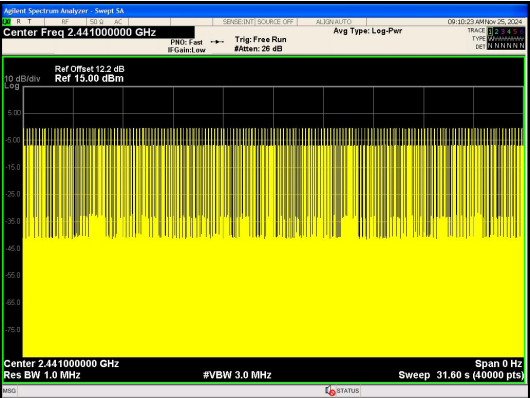 Agilent Spectrum Analyzer - Swept SA
R T RF 50 Ω AC SENSE:INT SOURCE OFF ALIGN AUTO 09:10:23 AM Nov 25, 2024
Center Freq 2.441000000 GHz Avg Type: Log-Pwr TRACE 1 2 3 4 5 6
PNO: Fast Trig: Free Run TYPE
IFGain:Low #Atten: 26 dB DET N N N N N N
Ref Offset 12.2 dB
10 dB/div Ref 15.00 dBm
Log
5.00
-5.00
-15.0
-25.0
-35.0
-45.0
-55.0
-65.0
-75.0
Center 2.441000000 GHz Span 0 Hz
Res BW 1.0 MHz #VBW 3.0 MHz Sweep 31.60 s (40000 pts)
MSG STATUS